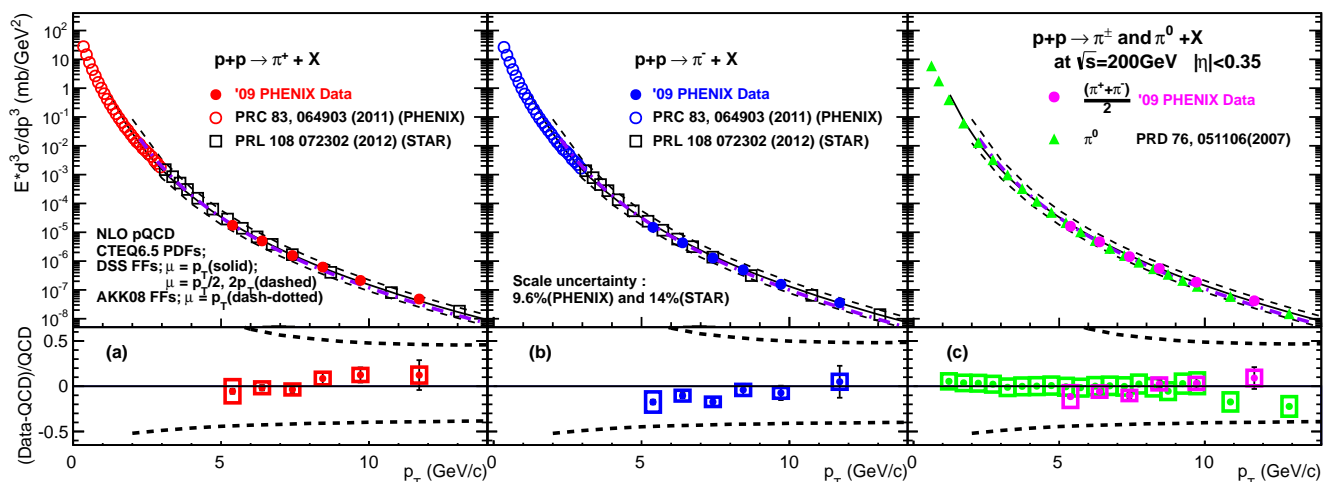 E*d³σ/dp³ (mb/GeV²)
10²
10
1
10⁻¹
10⁻²
10⁻³
10⁻⁴
10⁻⁵
10⁻⁶
10⁻⁷
10⁻⁸
p+p → π⁺ + X
'09 PHENIX Data
PRC 83, 064903 (2011) (PHENIX)
PRL 108 072302 (2012) (STAR)
NLO pQCD
CTEQ6.5 PDFs;
DSS FFs; μ = p_T(solid);
μ = p_T/2, 2p_T(dashed)
AKK08 FFs; μ = p_T(dash-dotted)
p+p → π⁻ + X
'09 PHENIX Data
PRC 83, 064903 (2011) (PHENIX)
PRL 108 072302 (2012) (STAR)
Scale uncertainty :
9.6%(PHENIX) and 14%(STAR)
p+p → π± and π⁰ +X
at √s=200GeV |η|<0.35
(π⁺+π⁻)/2 '09 PHENIX Data
π⁰ PRD 76, 051106(2007)
(Data-QCD)/QCD
0.5
0
-0.5
(a)
(b)
(c)
0 5 10
p_T (GeV/c)
0 5 10
p_T (GeV/c)
0 5 10
p_T (GeV/c)